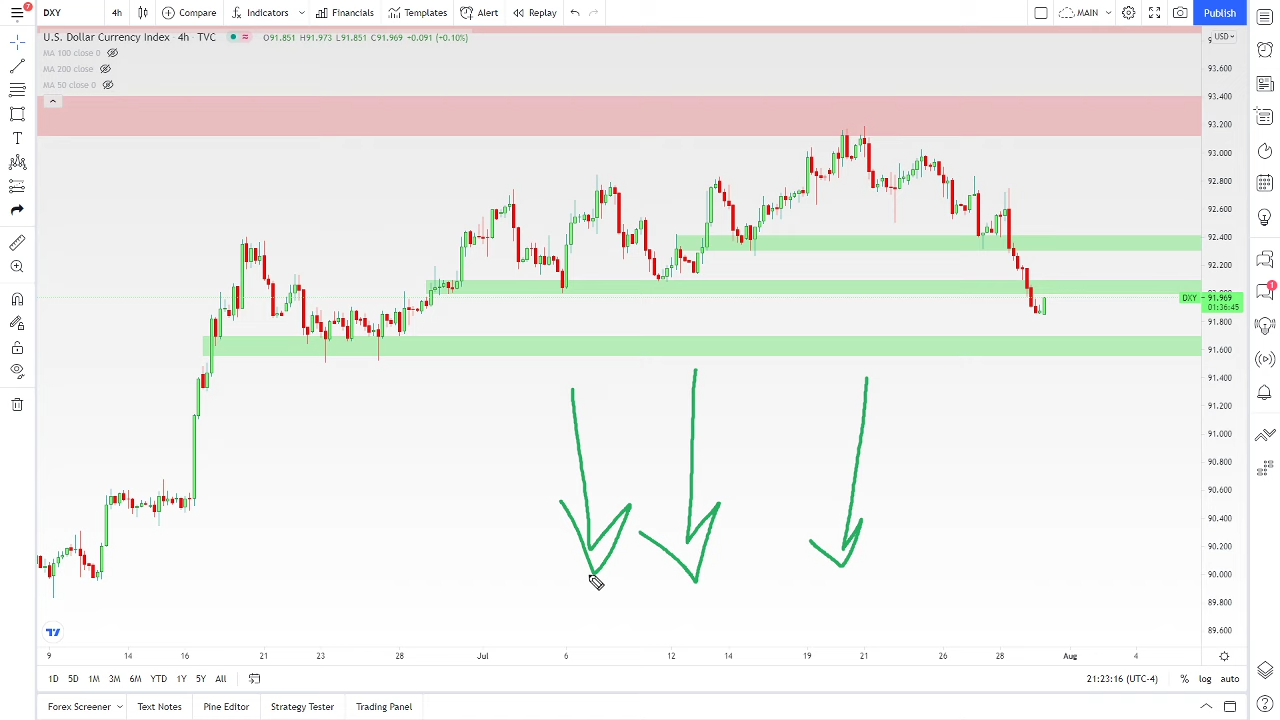 7
DXY 4h Compare Indicators Financials Templates Alert Replay MAIN Publish
U.S. Dollar Currency Index · 4h · TVC O91.851 H91.973 L91.851 C91.969 +0.091 (+0.10%)
USD
MA 100 close 0
MA 200 close 0
MA 50 close 0
93.600
93.400
93.200
93.000
92.800
92.600
92.400
92.200
DXY 91.969
01:36:45
1
91.800
91.600
91.400
91.200
91.000
90.800
90.600
90.400
90.200
90.000
89.800
89.600
9 14 16 21 23 28 Jul 6 12 14 19 21 26 28 Aug 4
1D 5D 1M 3M 6M YTD 1Y 5Y All 21:23:16 (UTC-4) % log auto
Forex Screener Text Notes Pine Editor Strategy Tester Trading Panel